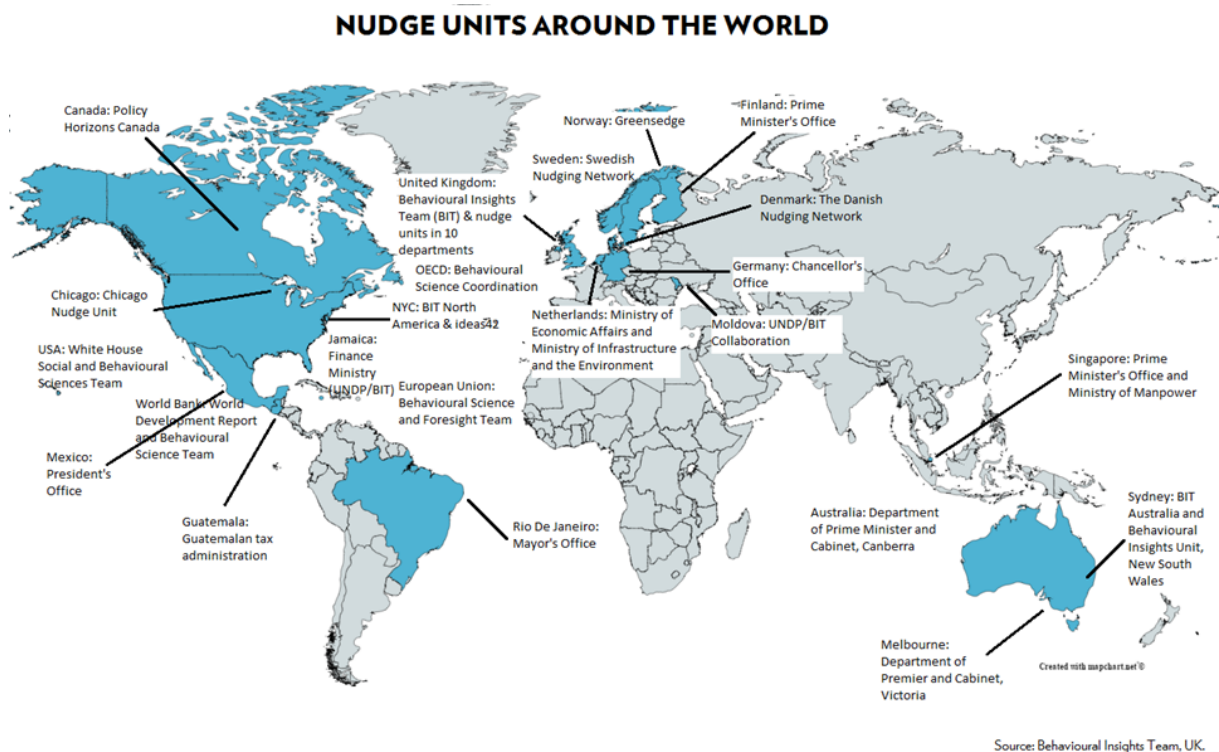 NUDGE UNITS AROUND THE WORLD
Canada: Policy
Horizons Canada
Norway: Greensedge
Finland: Prime
Minister's Office
Sweden: Swedish
Nudging Network
United Kingdom:
Behavioural Insights
Team (BIT) & nudge
units in 10
departments
Denmark: The Danish
Nudging Network
OECD: Behavioural
Science Coordination
Germany: Chancellor's
Office
Chicago: Chicago
Nudge Unit
NYC: BIT North
America & ideas42
Netherlands: Ministry of
Economic Affairs and
Ministry of Infrastructure
and the Environment
Moldova: UNDP/BIT
Collaboration
USA: White House
Social and Behavioural
Sciences Team
Jamaica:
Finance
Ministry
(UNDP/BIT)
European Union:
Behavioural Science
and Foresight Team
Singapore: Prime
Minister's Office and
Ministry of Manpower
World Bank: World
Development Report
and Behavioural
Science Team
Mexico:
President's
Office
Guatemala:
Guatemalan tax
administration
Rio De Janeiro:
Mayor's Office
Australia: Department
of Prime Minister and
Cabinet, Canberra
Sydney: BIT
Australia and
Behavioural
Insights Unit,
New South
Wales
Melbourne:
Department of
Premier and Cabinet,
Victoria
Created with mapchart.net ©
Source: Behavioural Insights Team, UK.